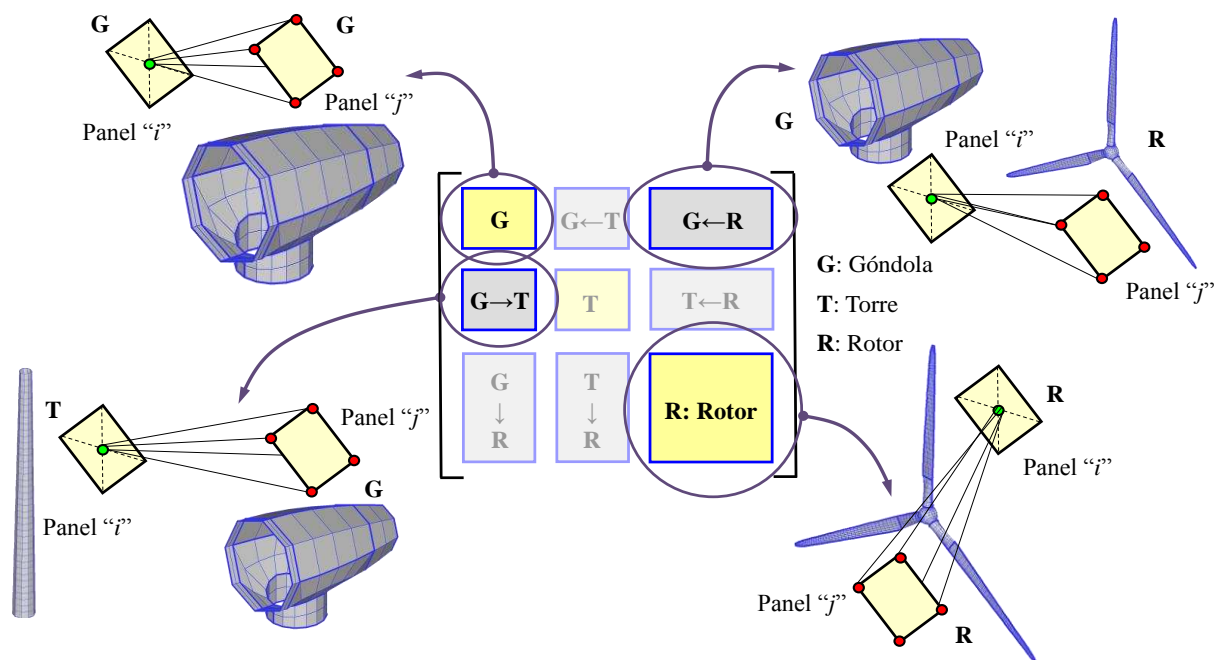 G
G
Panel “j”
Panel “i”
G
Panel “i”
R
Panel “j”
G
G←T
G←R
G→T
T
T←R
G
↓
R
T
↓
R
R: Rotor
G: Góndola
T: Torre
R: Rotor
T
Panel “j”
G
Panel “i”
R
Panel “i”
Panel “j”
R